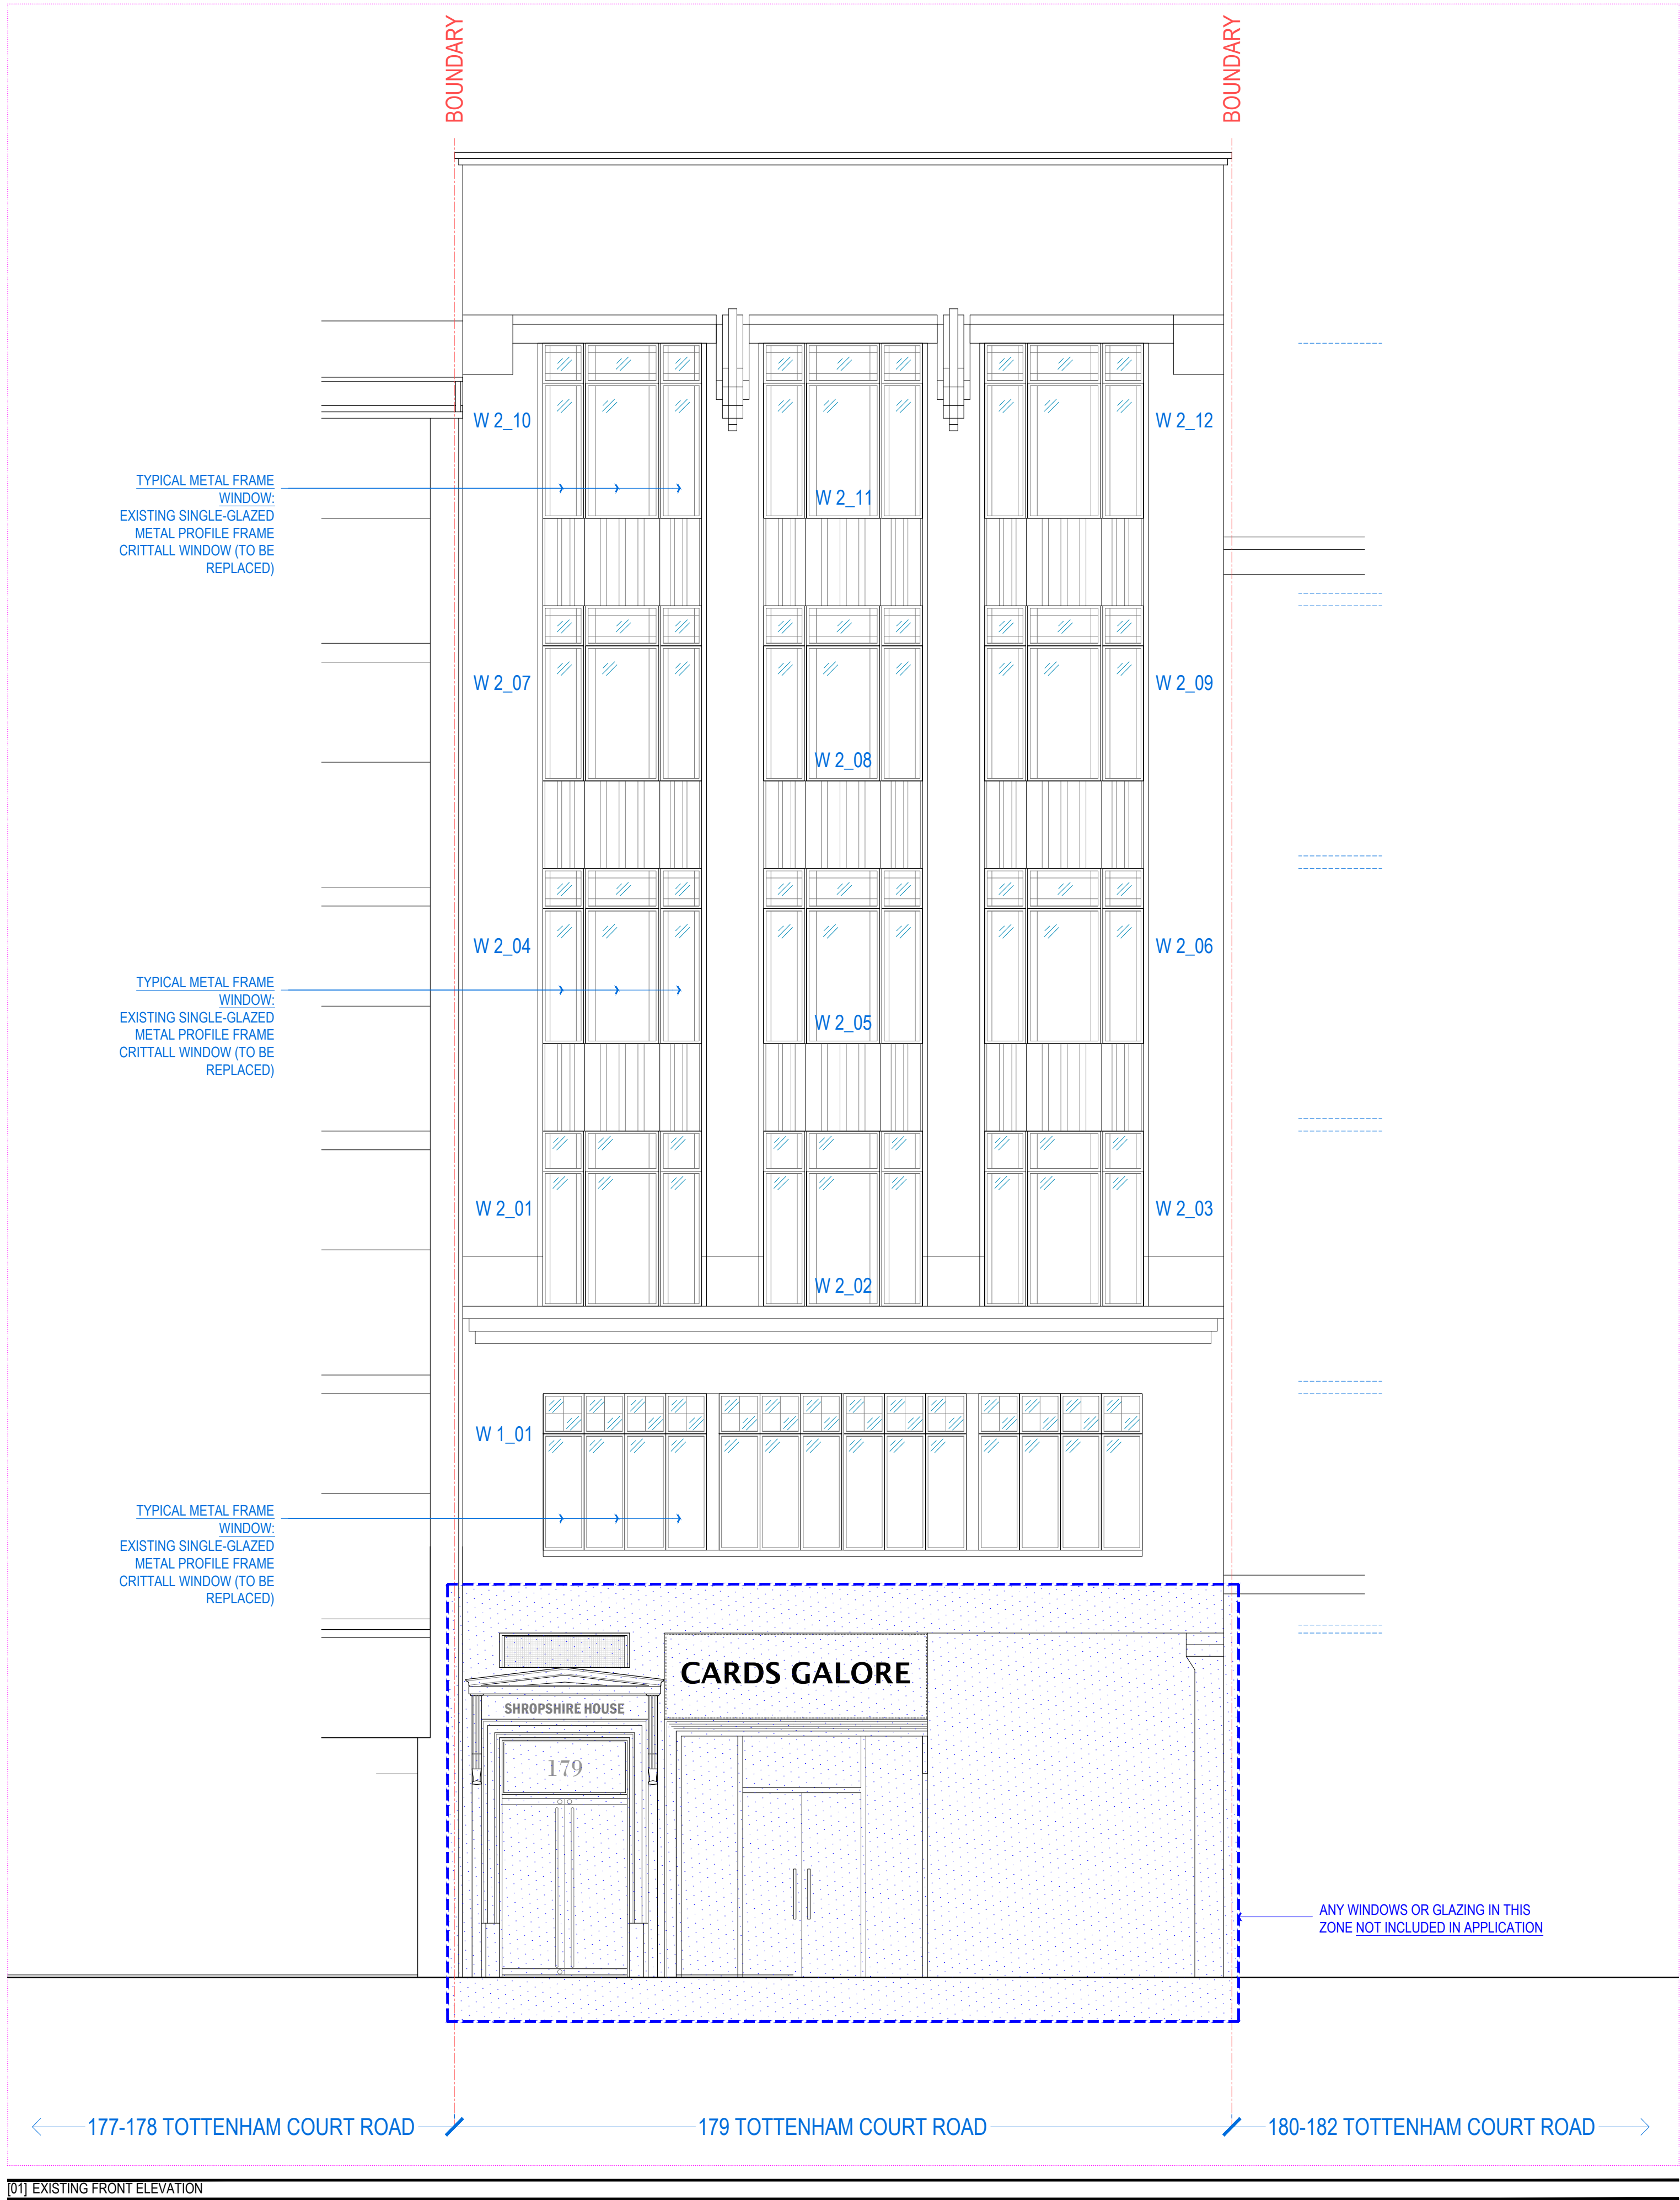 BOUNDARY
BOUNDARY
W 2_10
W 2_12
TYPICAL METAL FRAME
WINDOW:
EXISTING SINGLE-GLAZED
METAL PROFILE FRAME
CRITTALL WINDOW (TO BE
REPLACED)
W 2_11
W 2_07
W 2_09
W 2_08
W 2_04
W 2_06
TYPICAL METAL FRAME
WINDOW:
EXISTING SINGLE-GLAZED
METAL PROFILE FRAME
CRITTALL WINDOW (TO BE
REPLACED)
W 2_05
W 2_01
W 2_03
W 2_02
W 1_01
TYPICAL METAL FRAME
WINDOW:
EXISTING SINGLE-GLAZED
METAL PROFILE FRAME
CRITTALL WINDOW (TO BE
REPLACED)
CARDS GALORE
SHROPSHIRE HOUSE
179
ANY WINDOWS OR GLAZING IN THIS
ZONE NOT INCLUDED IN APPLICATION
177-178 TOTTENHAM COURT ROAD
179 TOTTENHAM COURT ROAD
180-182 TOTTENHAM COURT ROAD
[01] EXISTING FRONT ELEVATION